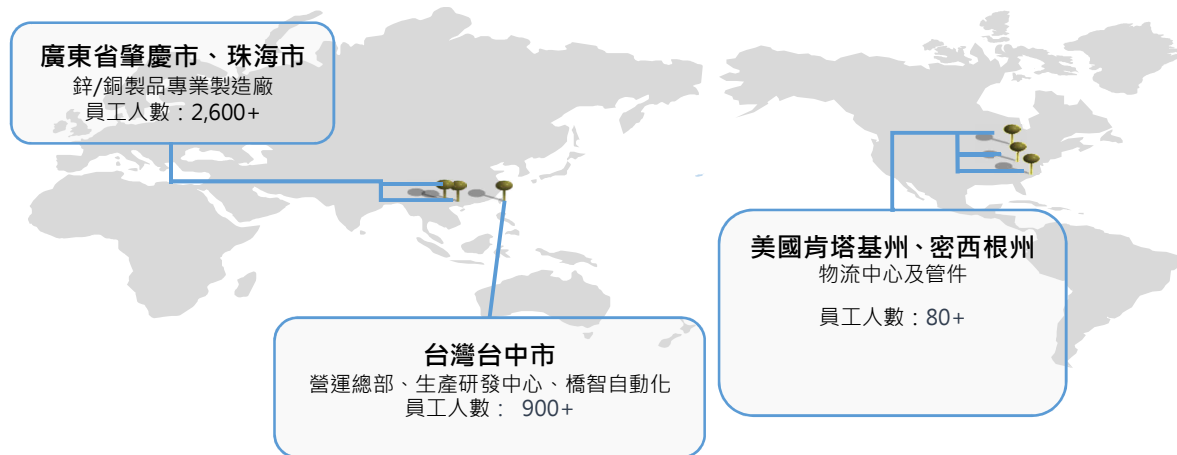 廣東省肇慶市、珠海市
鋅/銅製品專業製造廠
員工人數：2,600+
美國肯塔基州、密西根州
物流中心及管件
員工人數：80+
台灣台中市
營運總部、生產研發中心、橋智自動化
員工人數： 900+